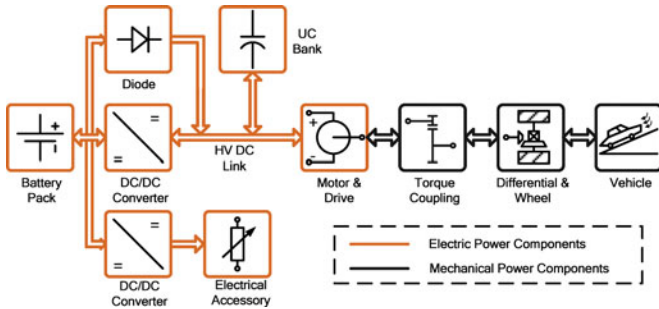 Diode
UC
Bank
Battery
Pack
DC/DC
Converter
HV DC
Link
Motor &
Drive
Torque
Coupling
Differential &
Wheel
Vehicle
DC/DC
Converter
Electrical
Accessory
Electric Power Components
Mechanical Power Components